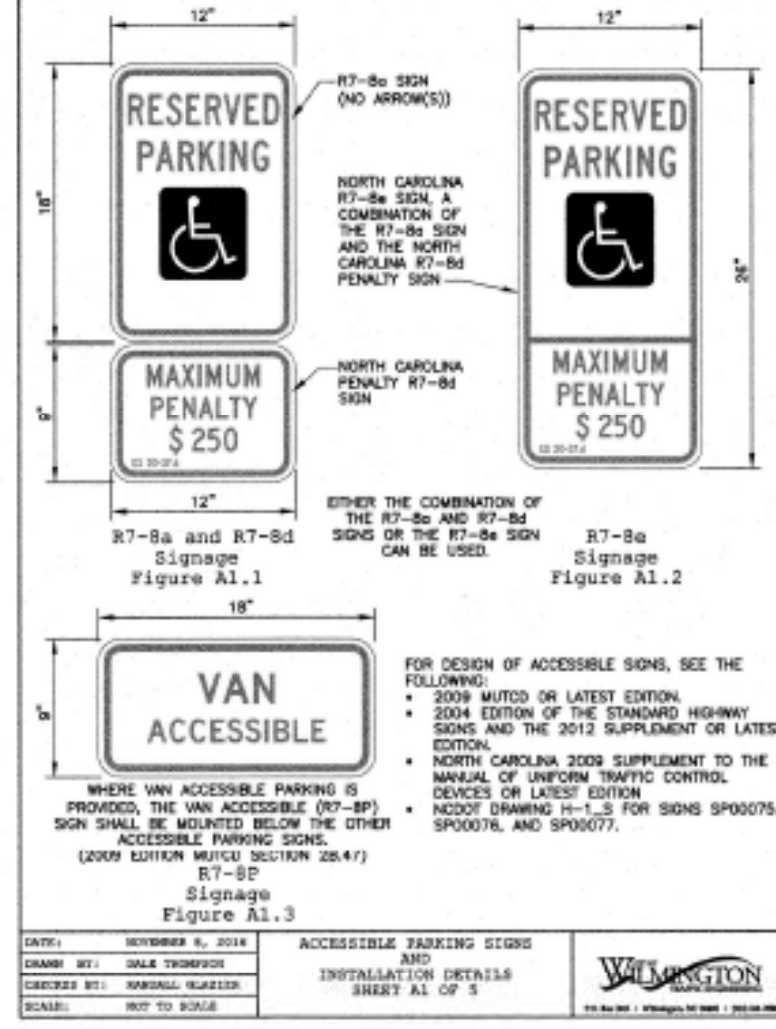 12"
12"
R7-8a SIGN
(NO ARROW(S))
RESERVED
PARKING
18"
NORTH CAROLINA
R7-8e SIGN, A
COMBINATION OF
THE R7-8a SIGN
AND THE NORTH
CAROLINA R7-8d
PENALTY SIGN
RESERVED
PARKING
26"
MAXIMUM
PENALTY
$ 250
9"
NORTH CAROLINA
PENALTY R7-8d
SIGN
MAXIMUM
PENALTY
$ 250
12"
R7-8a and R7-8d
Signage
Figure A1.1
EITHER THE COMBINATION OF
THE R7-8a AND R7-8d
SIGNS OR THE R7-8e SIGN
CAN BE USED.
R7-8e
Signage
Figure A1.2
18"
9"
VAN
ACCESSIBLE
WHERE VAN ACCESSIBLE PARKING IS
PROVIDED, THE VAN ACCESSIBLE (R7-8P)
SIGN SHALL BE MOUNTED BELOW THE OTHER
ACCESSIBLE PARKING SIGNS.
(2009 EDITION MUTCD SECTION 2B.47)
R7-8P
Signage
Figure A1.3
FOR DESIGN OF ACCESSIBLE SIGNS, SEE THE
FOLLOWING:
• 2009 MUTCD OR LATEST EDITION.
• 2004 EDITION OF THE STANDARD HIGHWAY
SIGNS AND THE 2012 SUPPLEMENT OR LATES
EDITION.
• NORTH CAROLINA 2009 SUPPLEMENT TO THE
MANUAL OF UNIFORM TRAFFIC CONTROL
DEVICES OR LATEST EDITION
• NCDOT DRAWING H-1_S FOR SIGNS SP00075
SP00076, AND SP00077.
DATE: NOVEMBER 8, 2016
DRAWN BY: DALE THOMPSON
CHECKED BY: RANDALL GLAZIER
SCALE: NOT TO SCALE
ACCESSIBLE PARKING SIGNS
AND
INSTALLATION DETAILS
SHEET A1 OF 5
WILMINGTON